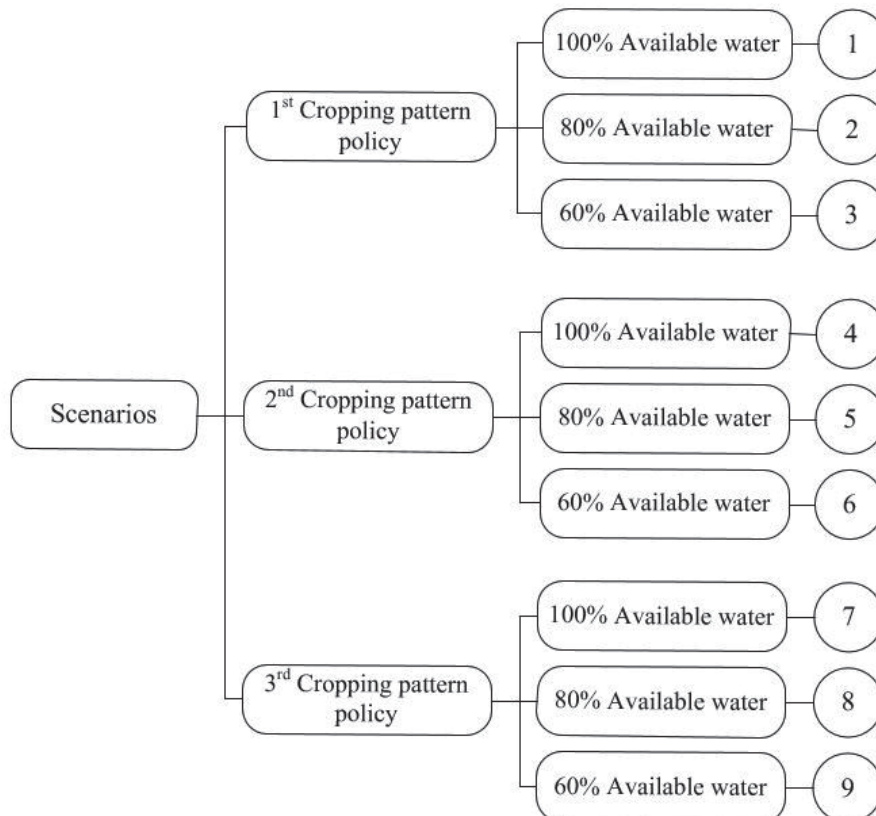 100% Available water
1
1st Cropping pattern
policy
80% Available water
2
60% Available water
3
100% Available water
4
Scenarios
2nd Cropping pattern
policy
80% Available water
5
60% Available water
6
100% Available water
7
3rd Cropping pattern
policy
80% Available water
8
60% Available water
9